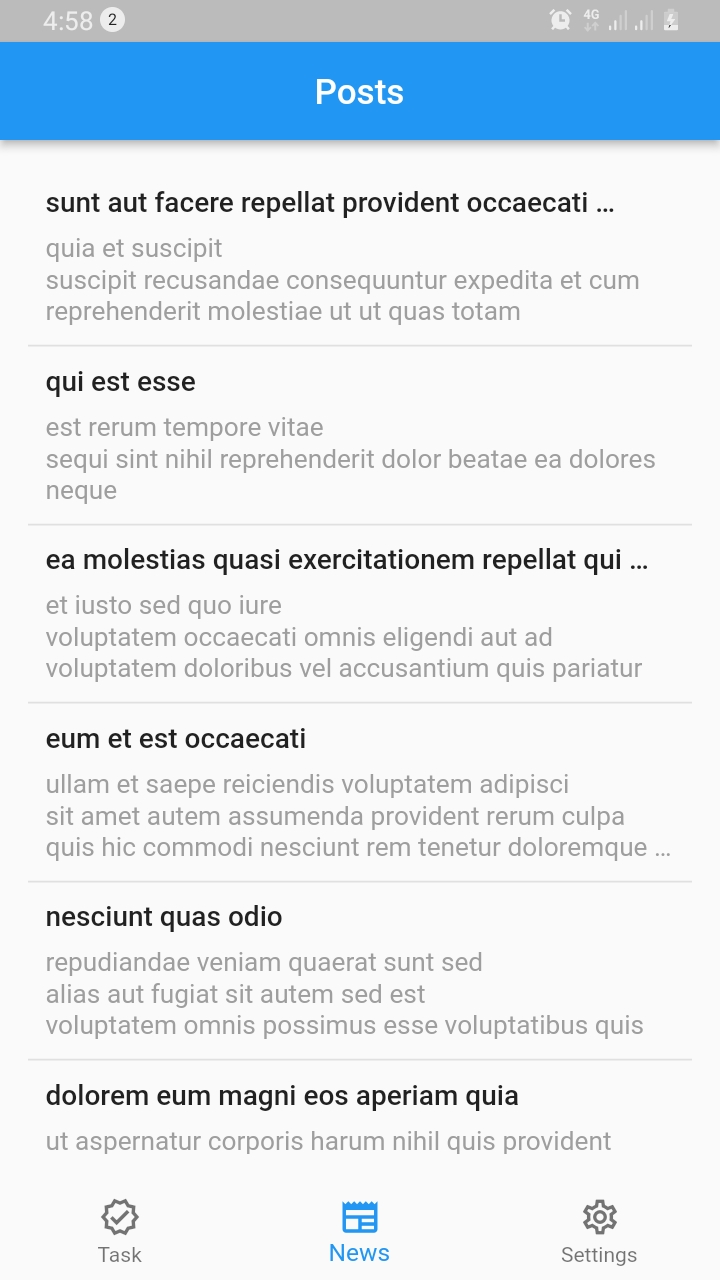 4:58 2 4G
Posts
sunt aut facere repellat provident occaecati …
quia et suscipit
suscipit recusandae consequuntur expedita et cum
reprehenderit molestiae ut ut quas totam
qui est esse
est rerum tempore vitae
sequi sint nihil reprehenderit dolor beatae ea dolores
neque
ea molestias quasi exercitationem repellat qui …
et iusto sed quo iure
voluptatem occaecati omnis eligendi aut ad
voluptatem doloribus vel accusantium quis pariatur
eum et est occaecati
ullam et saepe reiciendis voluptatem adipisci
sit amet autem assumenda provident rerum culpa
quis hic commodi nesciunt rem tenetur doloremque …
nesciunt quas odio
repudiandae veniam quaerat sunt sed
alias aut fugiat sit autem sed est
voluptatem omnis possimus esse voluptatibus quis
dolorem eum magni eos aperiam quia
ut aspernatur corporis harum nihil quis provident
Task News Settings